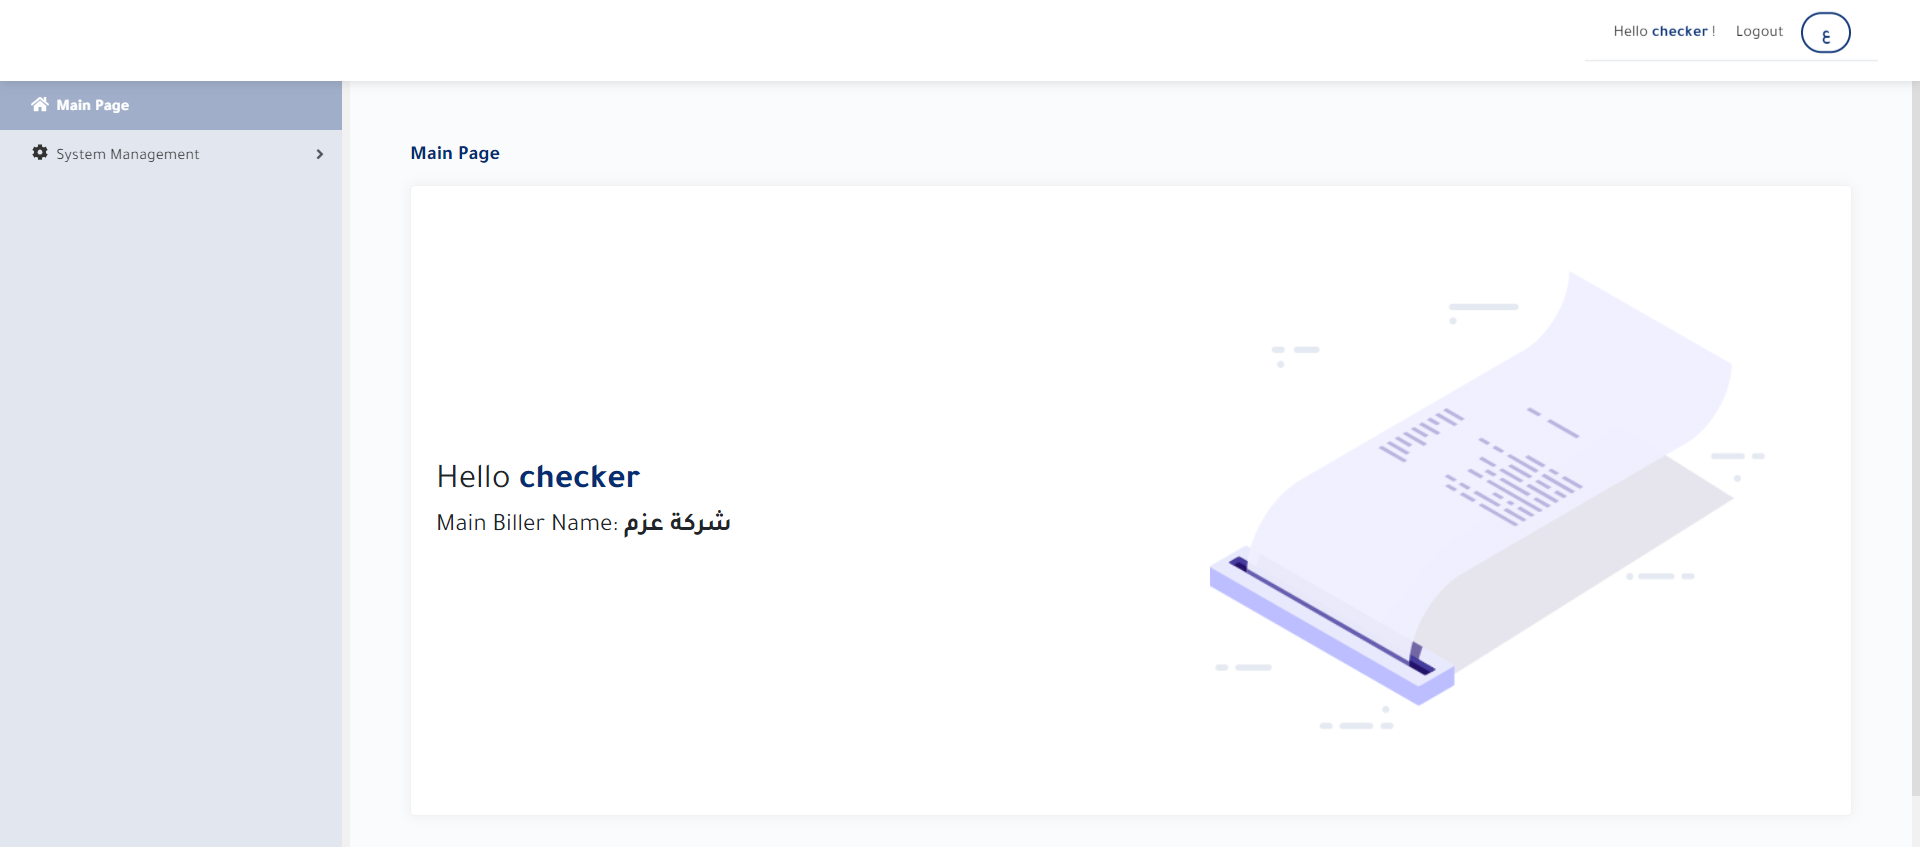 Hello checker ! Logout ع
Main Page
System Management
Main Page
Hello checker
Main Biller Name: شركة عزم